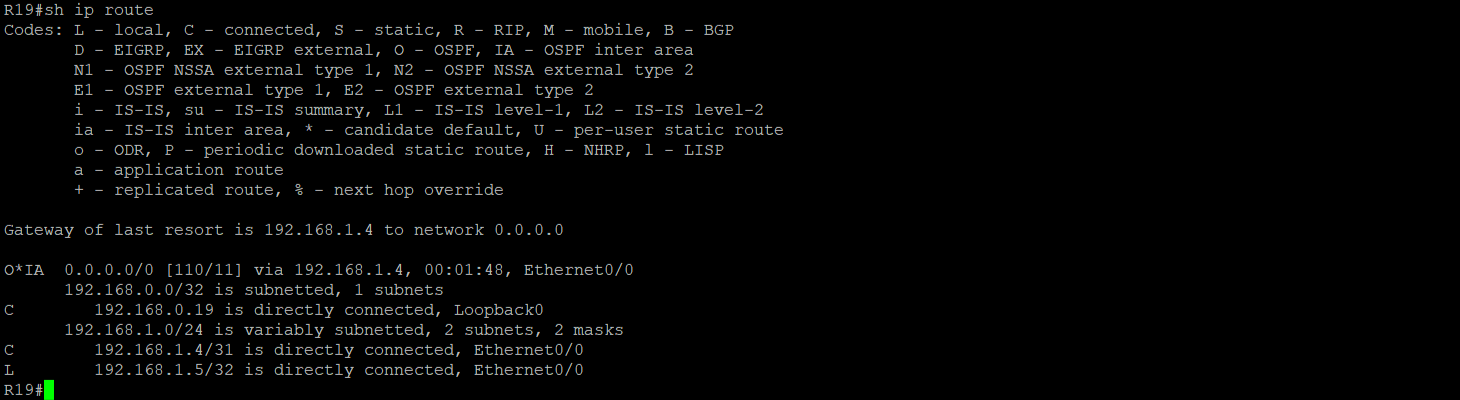 R19#sh ip route
Codes: L - local, C - connected, S - static, R - RIP, M - mobile, B - BGP
       D - EIGRP, EX - EIGRP external, O - OSPF, IA - OSPF inter area
       N1 - OSPF NSSA external type 1, N2 - OSPF NSSA external type 2
       E1 - OSPF external type 1, E2 - OSPF external type 2
       i - IS-IS, su - IS-IS summary, L1 - IS-IS level-1, L2 - IS-IS level-2
       ia - IS-IS inter area, * - candidate default, U - per-user static route
       o - ODR, P - periodic downloaded static route, H - NHRP, l - LISP
       a - application route
       + - replicated route, % - next hop override
Gateway of last resort is 192.168.1.4 to network 0.0.0.0
O*IA  0.0.0.0/0 [110/11] via 192.168.1.4, 00:01:48, Ethernet0/0
      192.168.0.0/32 is subnetted, 1 subnets
C        192.168.0.19 is directly connected, Loopback0
      192.168.1.0/24 is variably subnetted, 2 subnets, 2 masks
C        192.168.1.4/31 is directly connected, Ethernet0/0
L        192.168.1.5/32 is directly connected, Ethernet0/0
R19#